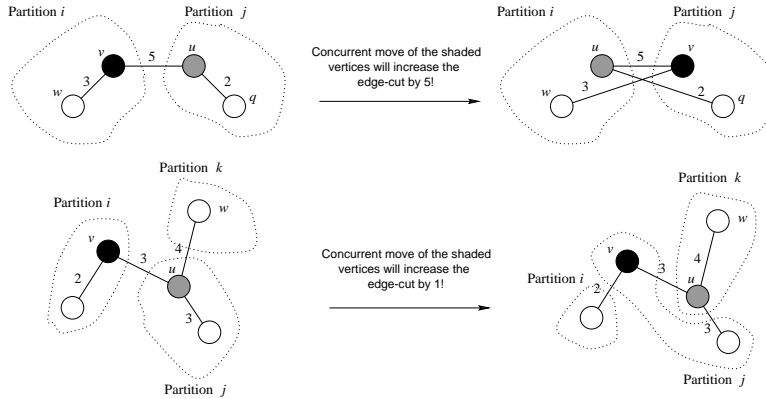 Partition i
Partition j
v
5
u
3
2
w
q
Concurrent move of the shaded
vertices will increase the
edge-cut by 5!
Partition i
Partition j
u
5
v
3
2
w
q
Partition k
Partition i
w
v
3
4
u
2
3
Partition j
Concurrent move of the shaded
vertices will increase the
edge-cut by 1!
Partition k
w
v
3
4
u
Partition i
2
3
Partition j